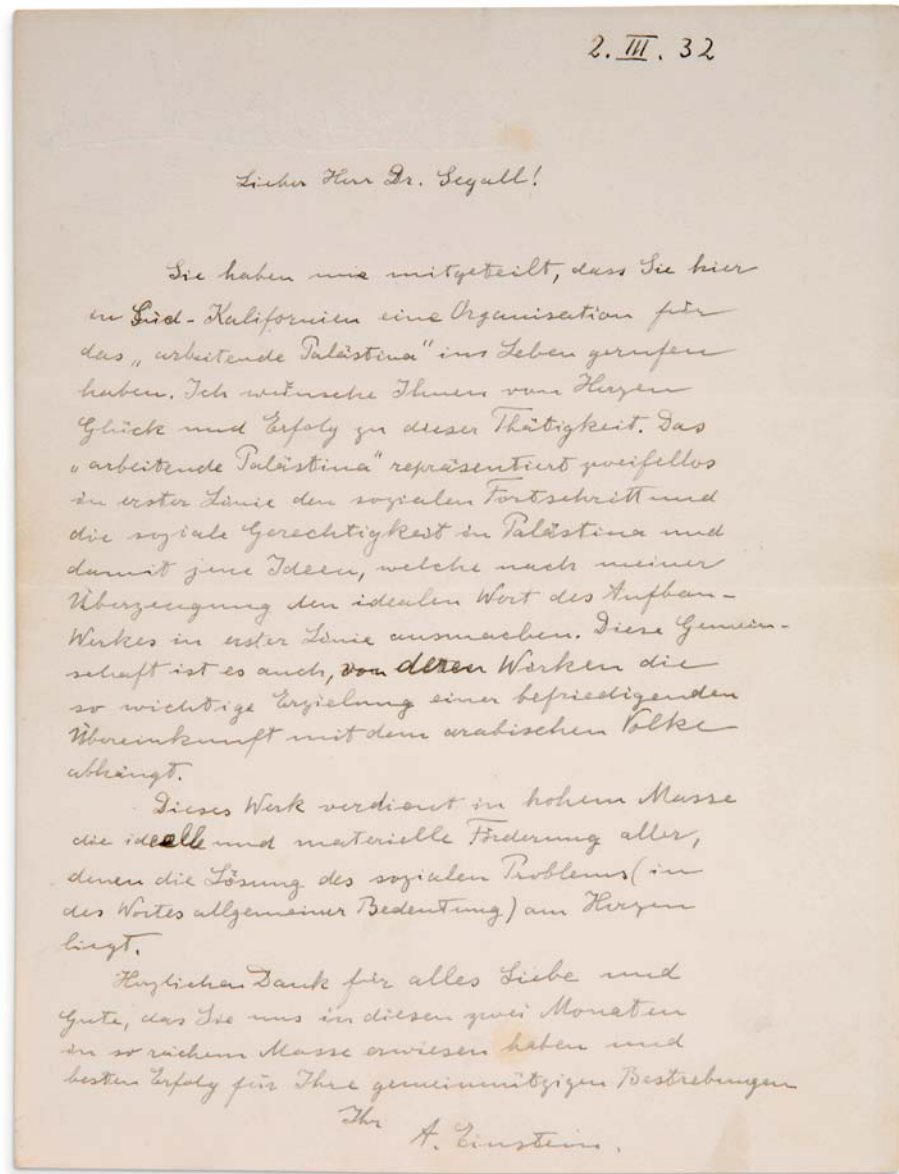 2. III. 32
Lieber Herr Dr. Segall!
Sie haben mir mitgeteilt, dass Sie hier
in Süd-Kalifornien eine Organisation für
das „arbeitende Palästina" ins Leben gerufen
haben. Ich wünsche Ihnen von Herzen
Glück und Erfolg zu dieser Thätigkeit. Das
„arbeitende Palästina" repräsentiert zweifellos
in erster Linie den sozialen Fortschritt und
die soziale Gerechtigkeit in Palästina und
damit jene Ideen, welche nach meiner
Überzeugung den idealen Wert des Aufbau-
Werkes in erster Linie ausmachen. Diese Gemein-
schaft ist es auch, von deren Werken die
so wichtige Erzielung einer befriedigenden
Übereinkunft mit dem arabischen Volke
abhängt.
Dieses Werk verdient in hohem Masse
die ideelle und materielle Förderung aller,
denen die Lösung des sozialen Problems (in
des Wortes allgemeiner Bedeutung) am Herzen
liegt.
Herzlichen Dank für alles Liebe und
Gute, das Sie uns in diesen zwei Monaten
in so reichem Masse erwiesen haben und
besten Erfolg für Ihre gemeinnützigen Bestrebungen
Ihr
A. Einstein.